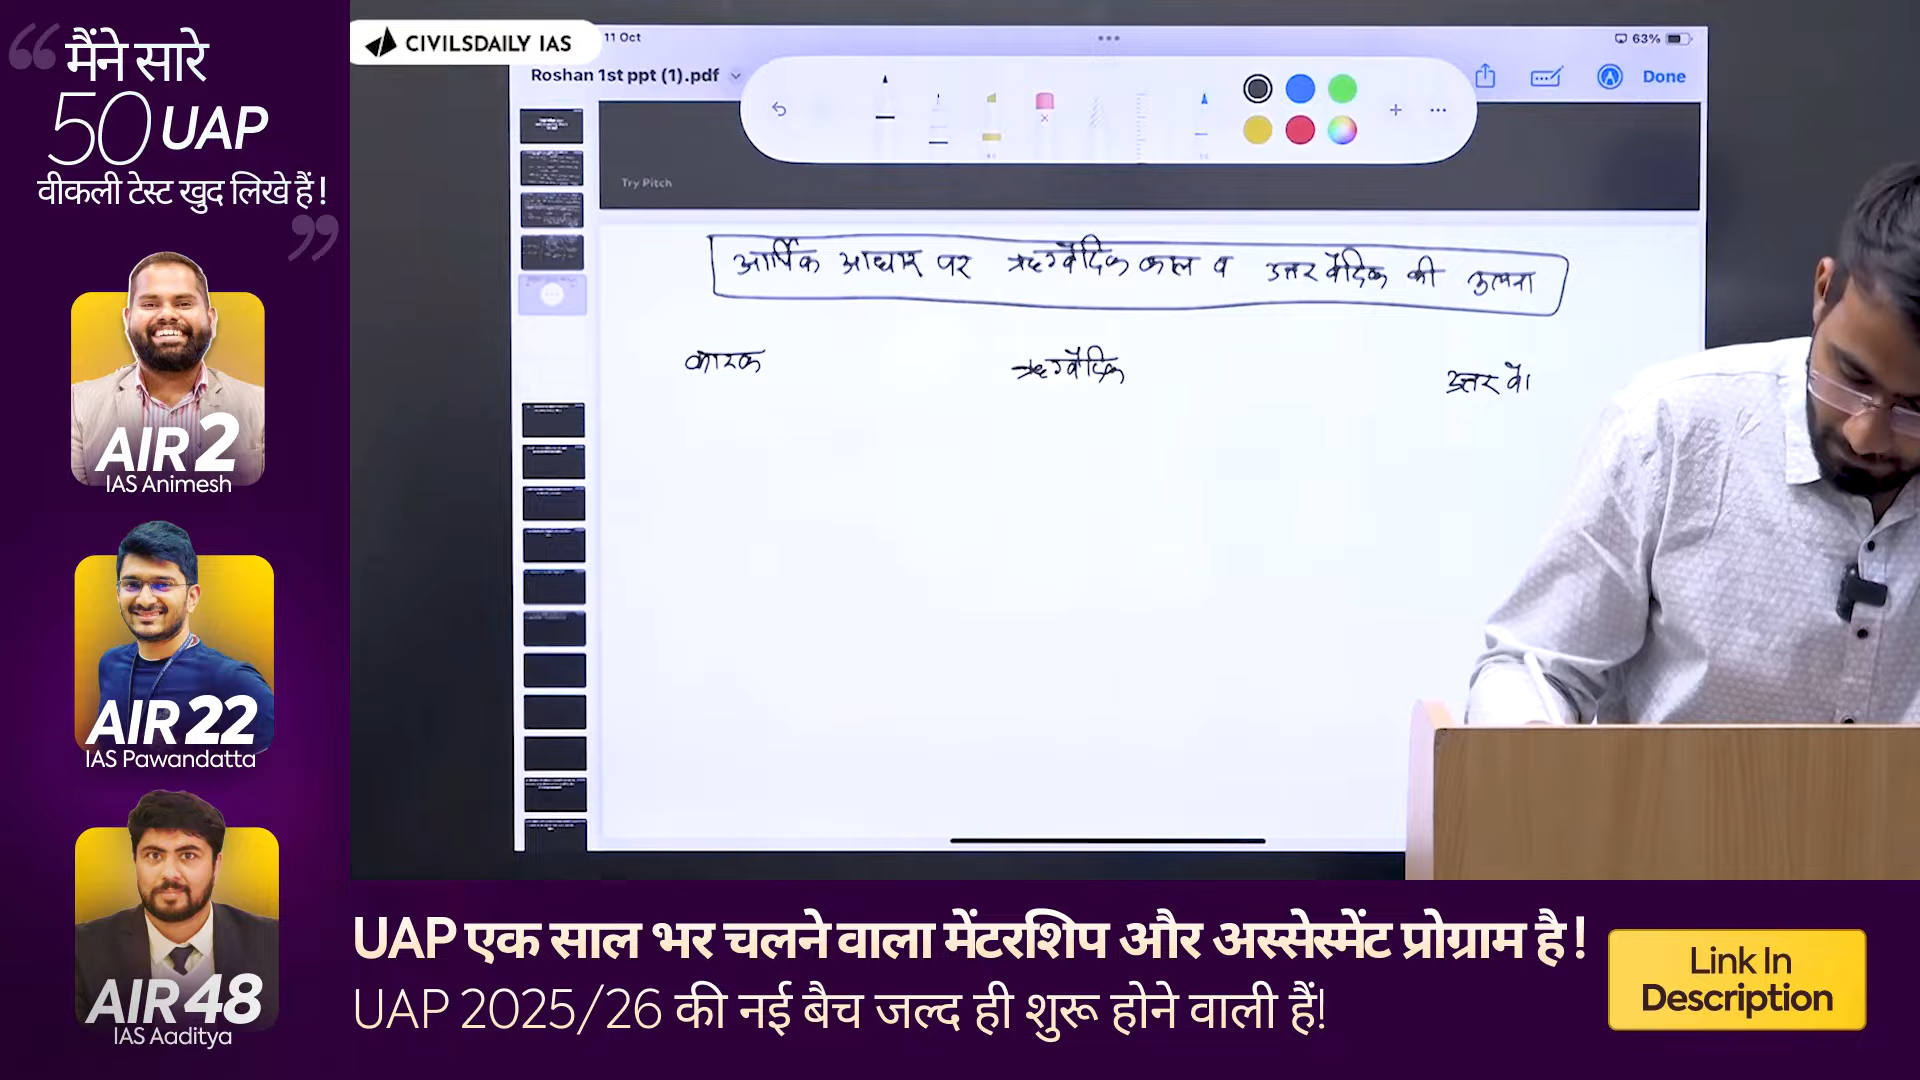 “मैंने सारे
50 UAP
वीकली टेस्ट खुद लिखे हैं!”
AIR 2
IAS Animesh
AIR 22
IAS Pawandatta
AIR 48
IAS Aaditya
CIVILSDAILY IAS
11 Oct
63%
Roshan 1st ppt (1).pdf
Done
Try Pitch
आर्थिक आधार पर ऋग्वैदिक काल व उत्तर वैदिक की तुलना
कारक ऋग्वैदिक उत्तर वै०
UAP एक साल भर चलने वाला मेंटरशिप और अस्सेस्मेंट प्रोग्राम है!
UAP 2025/26 की नई बैच जल्द ही शुरू होने वाली हैं!
Link In
Description